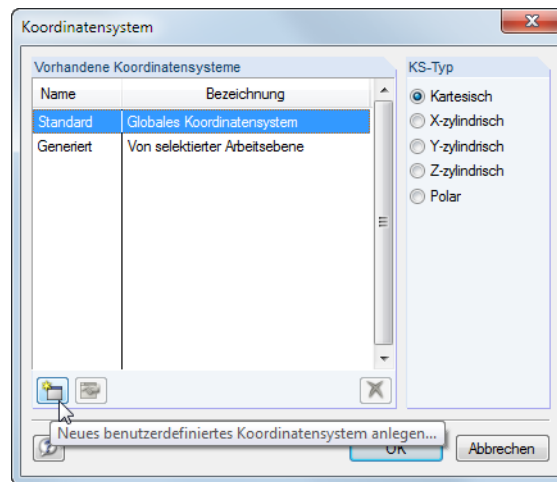 Koordinatensystem
Vorhandene Koordinatensysteme
Name Bezeichnung
Standard Globales Koordinatensystem
Generiert Von selektierter Arbeitsebene
KS-Typ
Kartesisch
X-zylindrisch
Y-zylindrisch
Z-zylindrisch
Polar
Neues benutzerdefiniertes Koordinatensystem anlegen...
OK Abbrechen